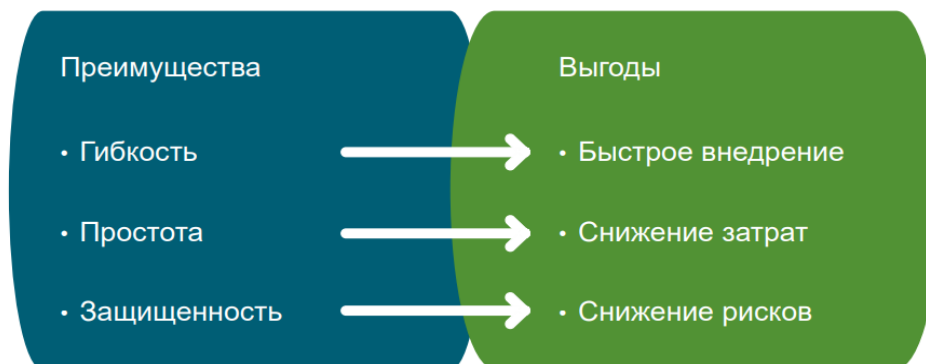 Преимущества
• Гибкость
• Простота
• Защищенность
Выгоды
• Быстрое внедрение
• Снижение затрат
• Снижение рисков